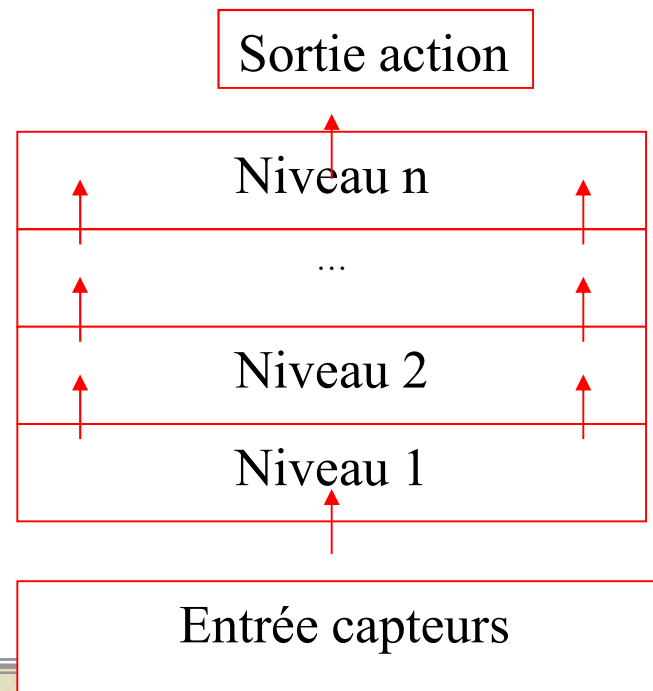 Sortie action
Niveau n
...
Niveau 2
Niveau 1
Entrée capteurs